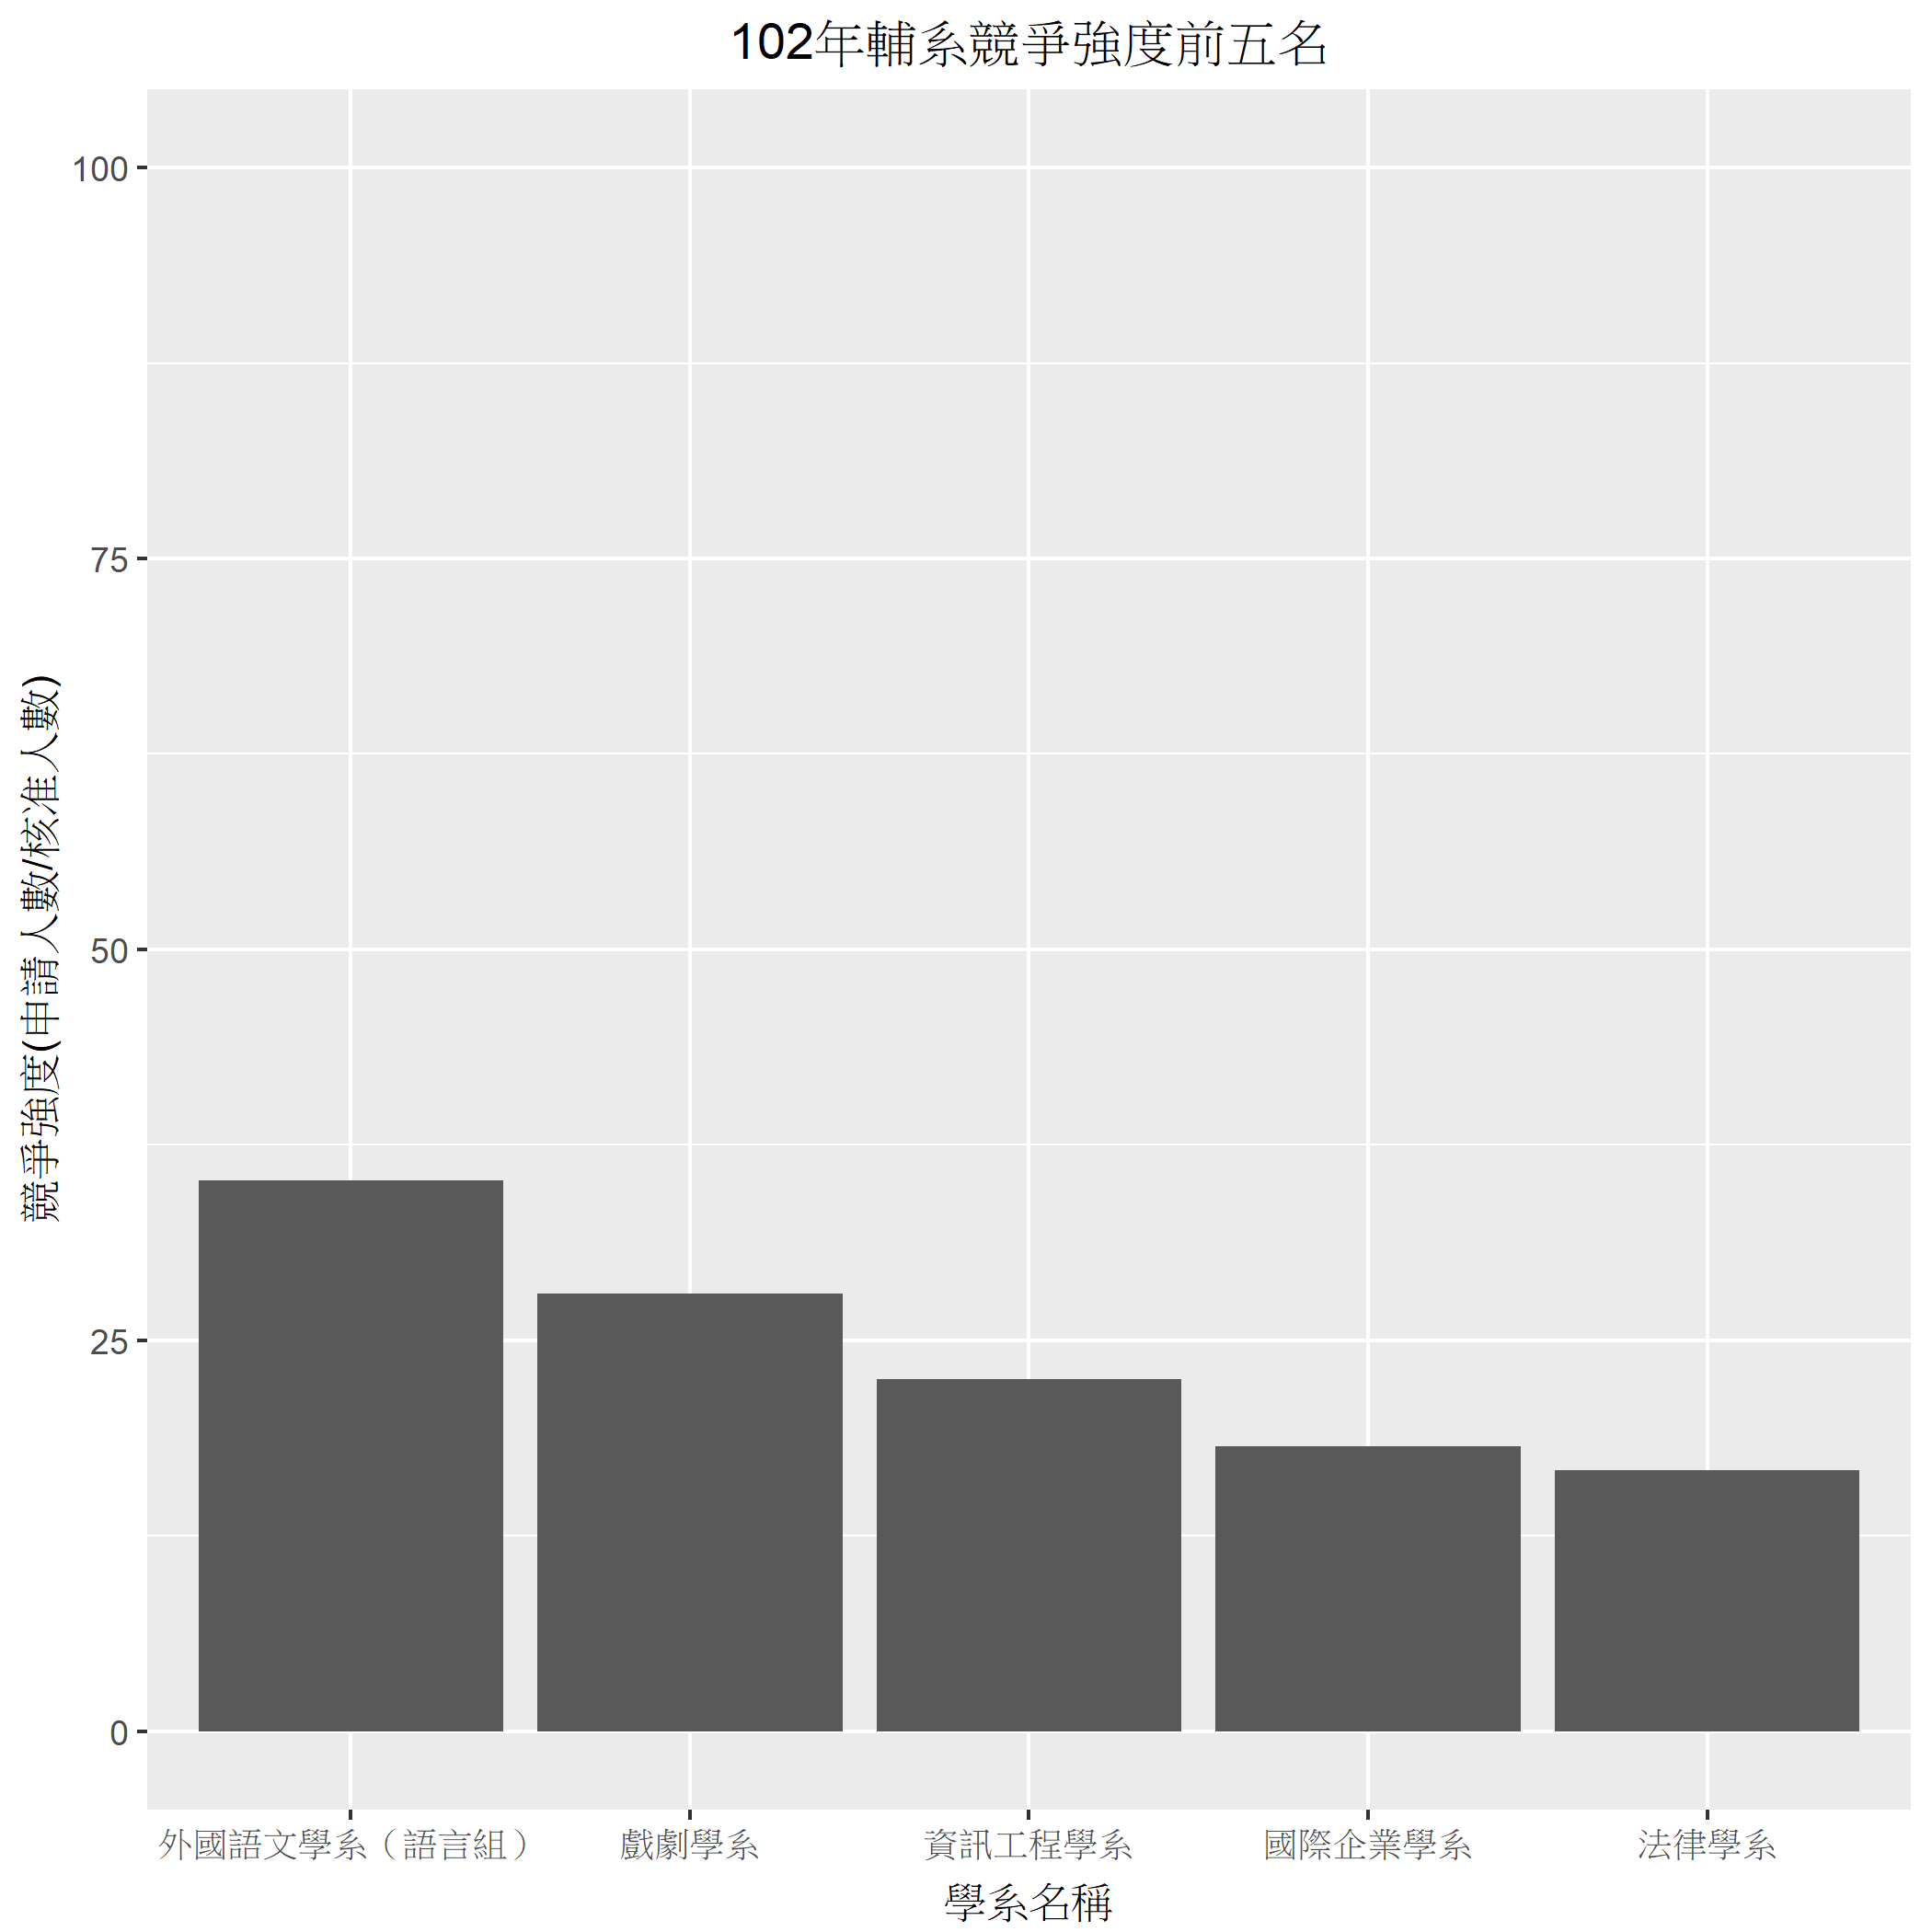 102年輔系競爭強度前五名
競爭強度(申請人數/核准人數)
100
75
50
25
0
外國語文學系（語言組）
戲劇學系
資訊工程學系
國際企業學系
法律學系
學系名稱